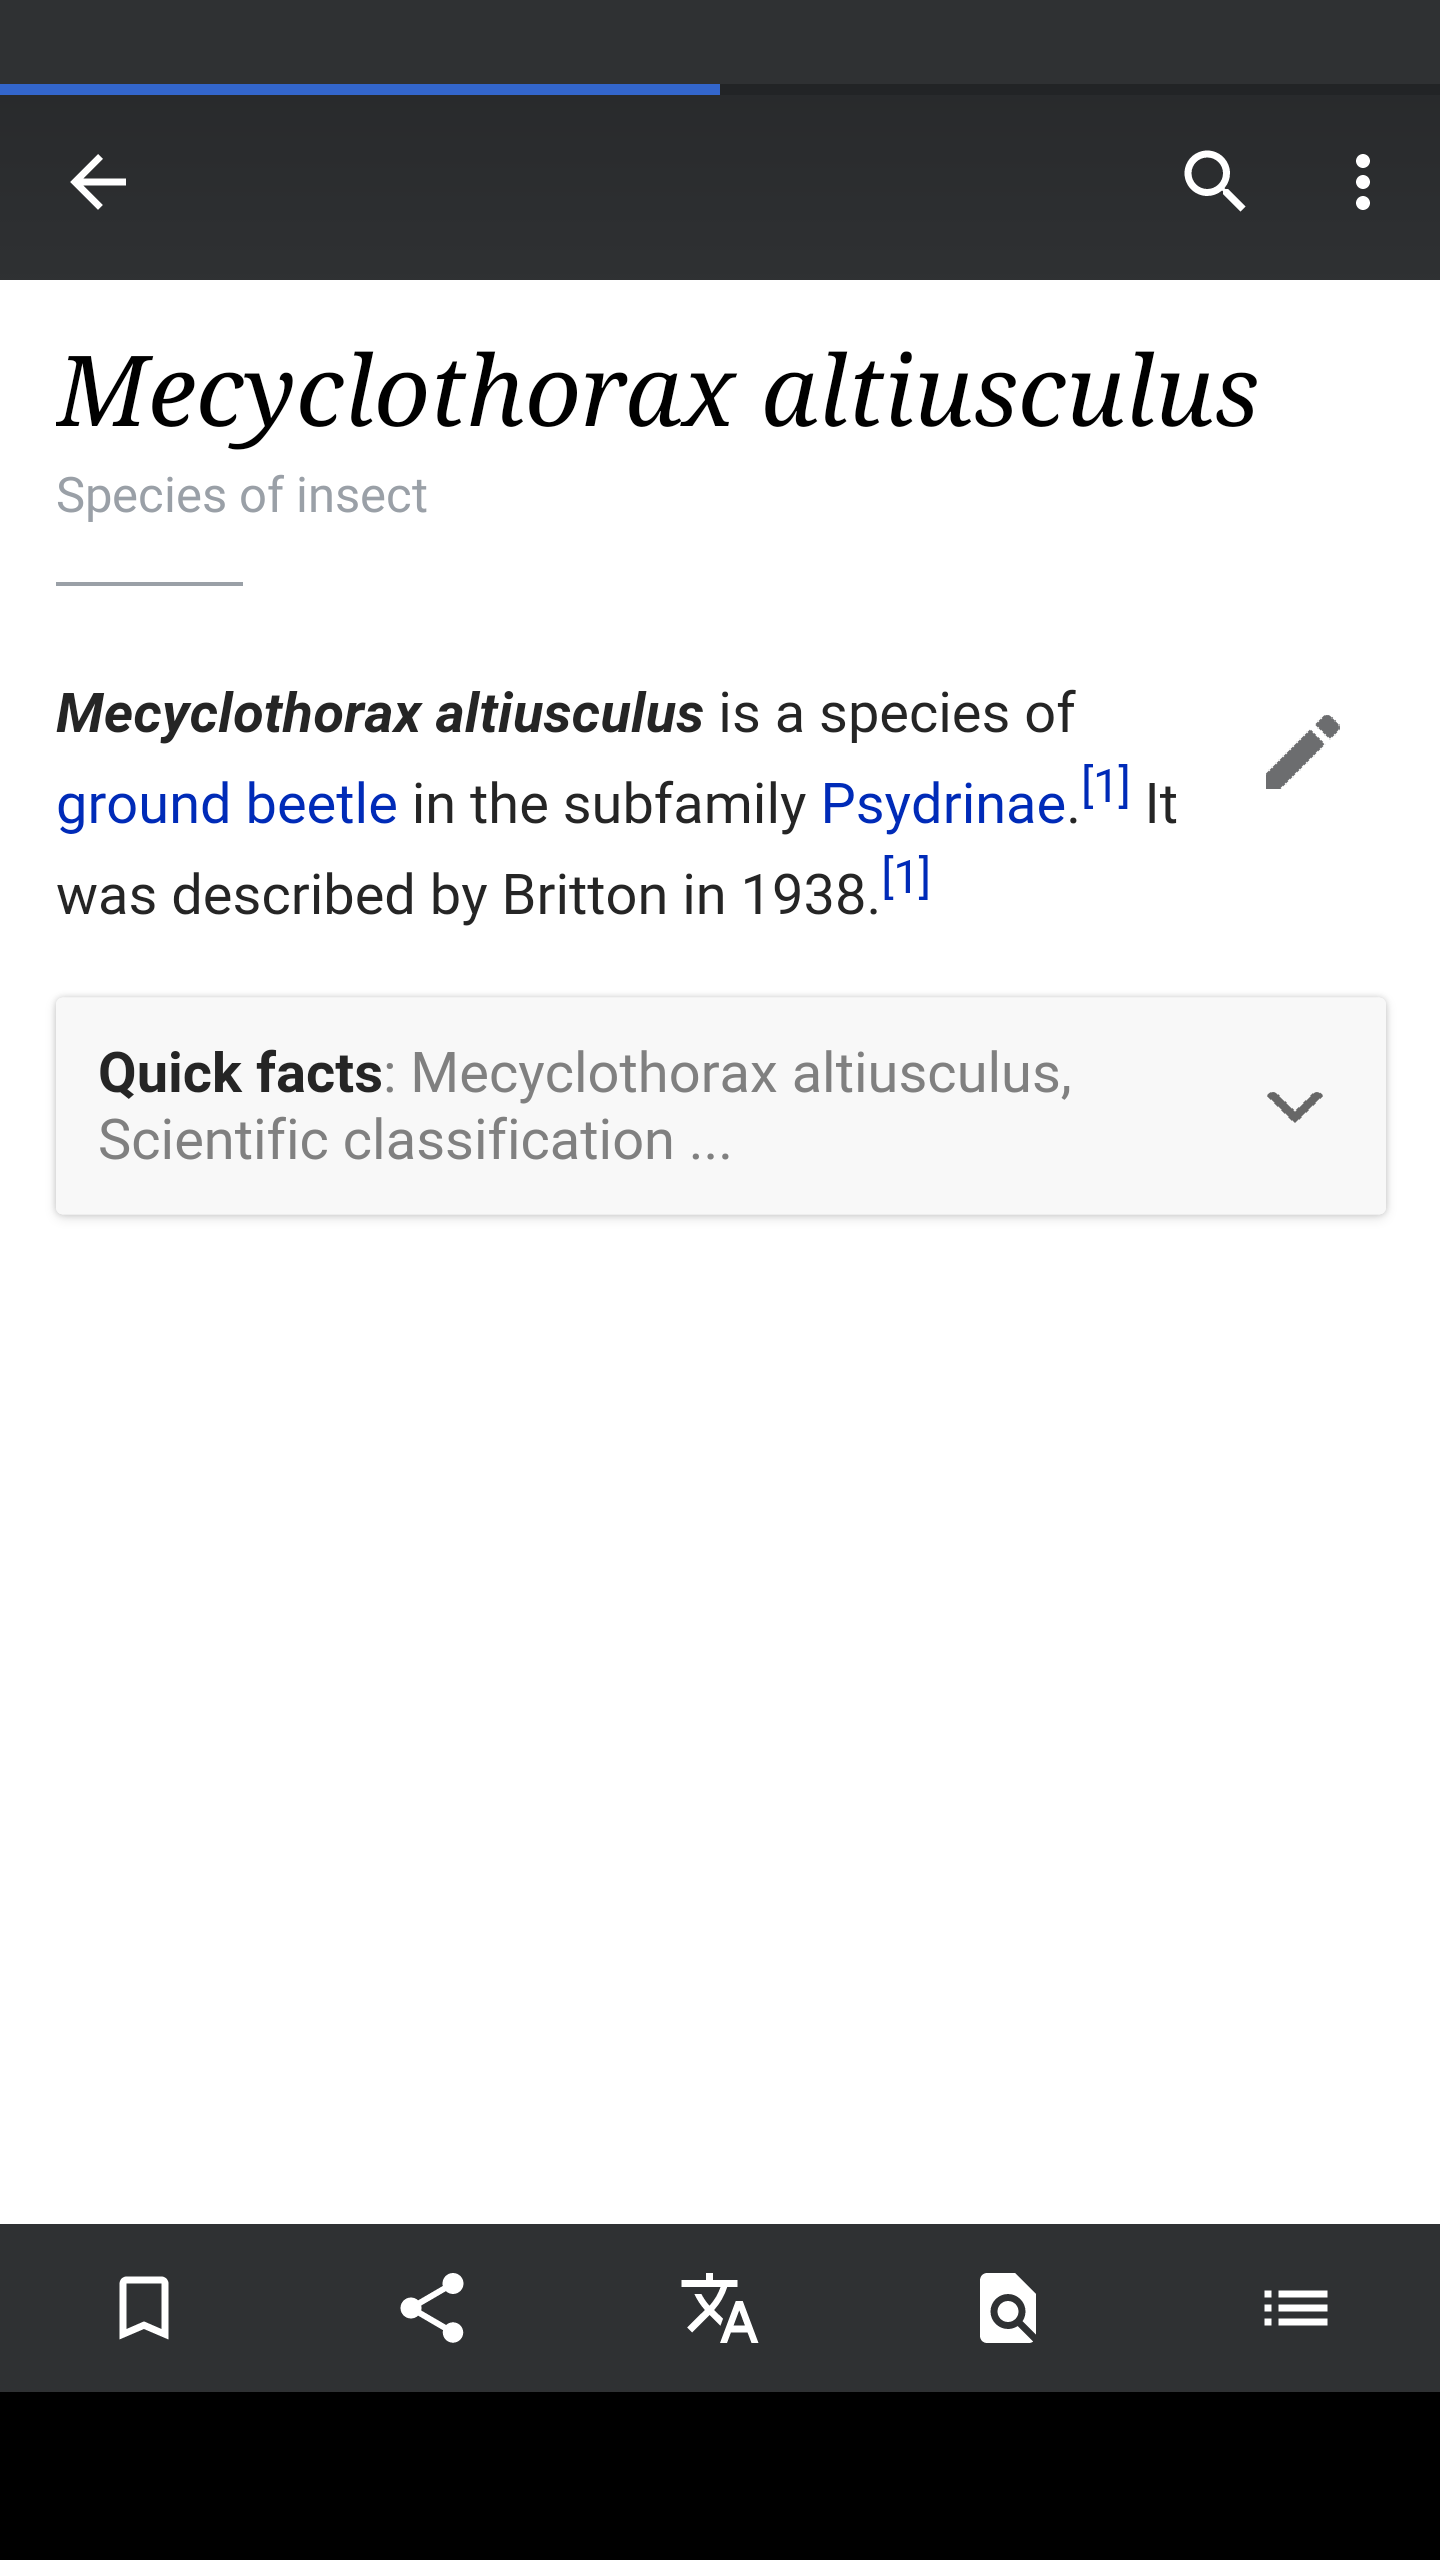 Mecyclothorax altiusculus
Species of insect
Mecyclothorax altiusculus is a species of
ground beetle in the subfamily Psydrinae.[1] It
was described by Britton in 1938.[1]
Quick facts: Mecyclothorax altiusculus,
Scientific classification ...